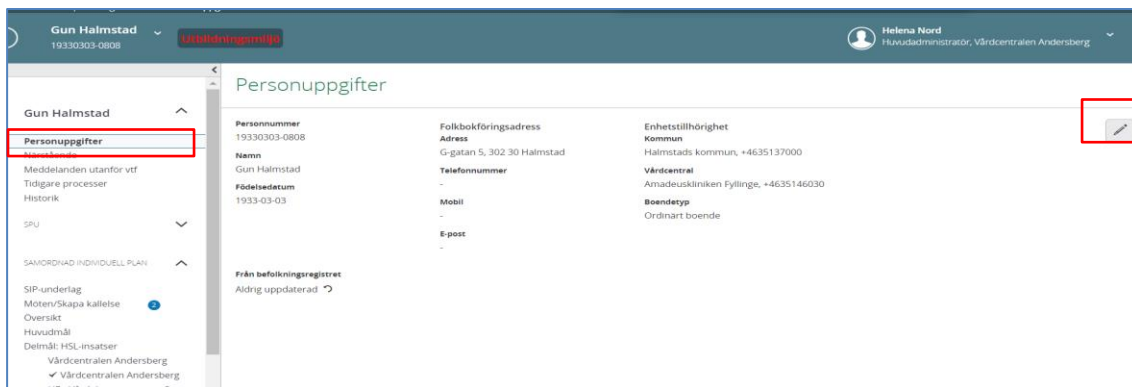 Gun Halmstad
19330303-0808
Utbildningsmiljö
Helena Nord
Huvudadministratör, Vårdcentralen Andersberg
Personuppgifter
Gun Halmstad
Personuppgifter
Närstående
Meddelanden utanför vtf
Tidigare processer
Historik
SPU
SAMORDNAD INDIVIDUELL PLAN
SIP-underlag
Möten/Skapa kallelse 2
Översikt
Huvudmål
Delmål: HSL-insatser
Vårdcentralen Andersberg
✓ Vårdcentralen Andersberg
Personnummer
19330303-0808
Namn
Gun Halmstad
Födelsedatum
1933-03-03
Från befolkningsregistret
Aldrig uppdaterad
Folkbokföringsadress
Adress
G-gatan 5, 302 30 Halmstad
Telefonnummer
-
Mobil
-
E-post
-
Enhetstillhörighet
Kommun
Halmstads kommun, +4635137000
Vårdcentral
Amadeuskliniken Fyllinge, +4635146030
Boendetyp
Ordinärt boende